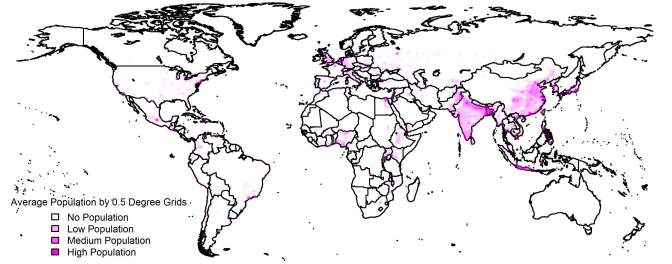 Average Population by 0.5 Degree Grids
No Population
Low Population
Medium Population
High Population